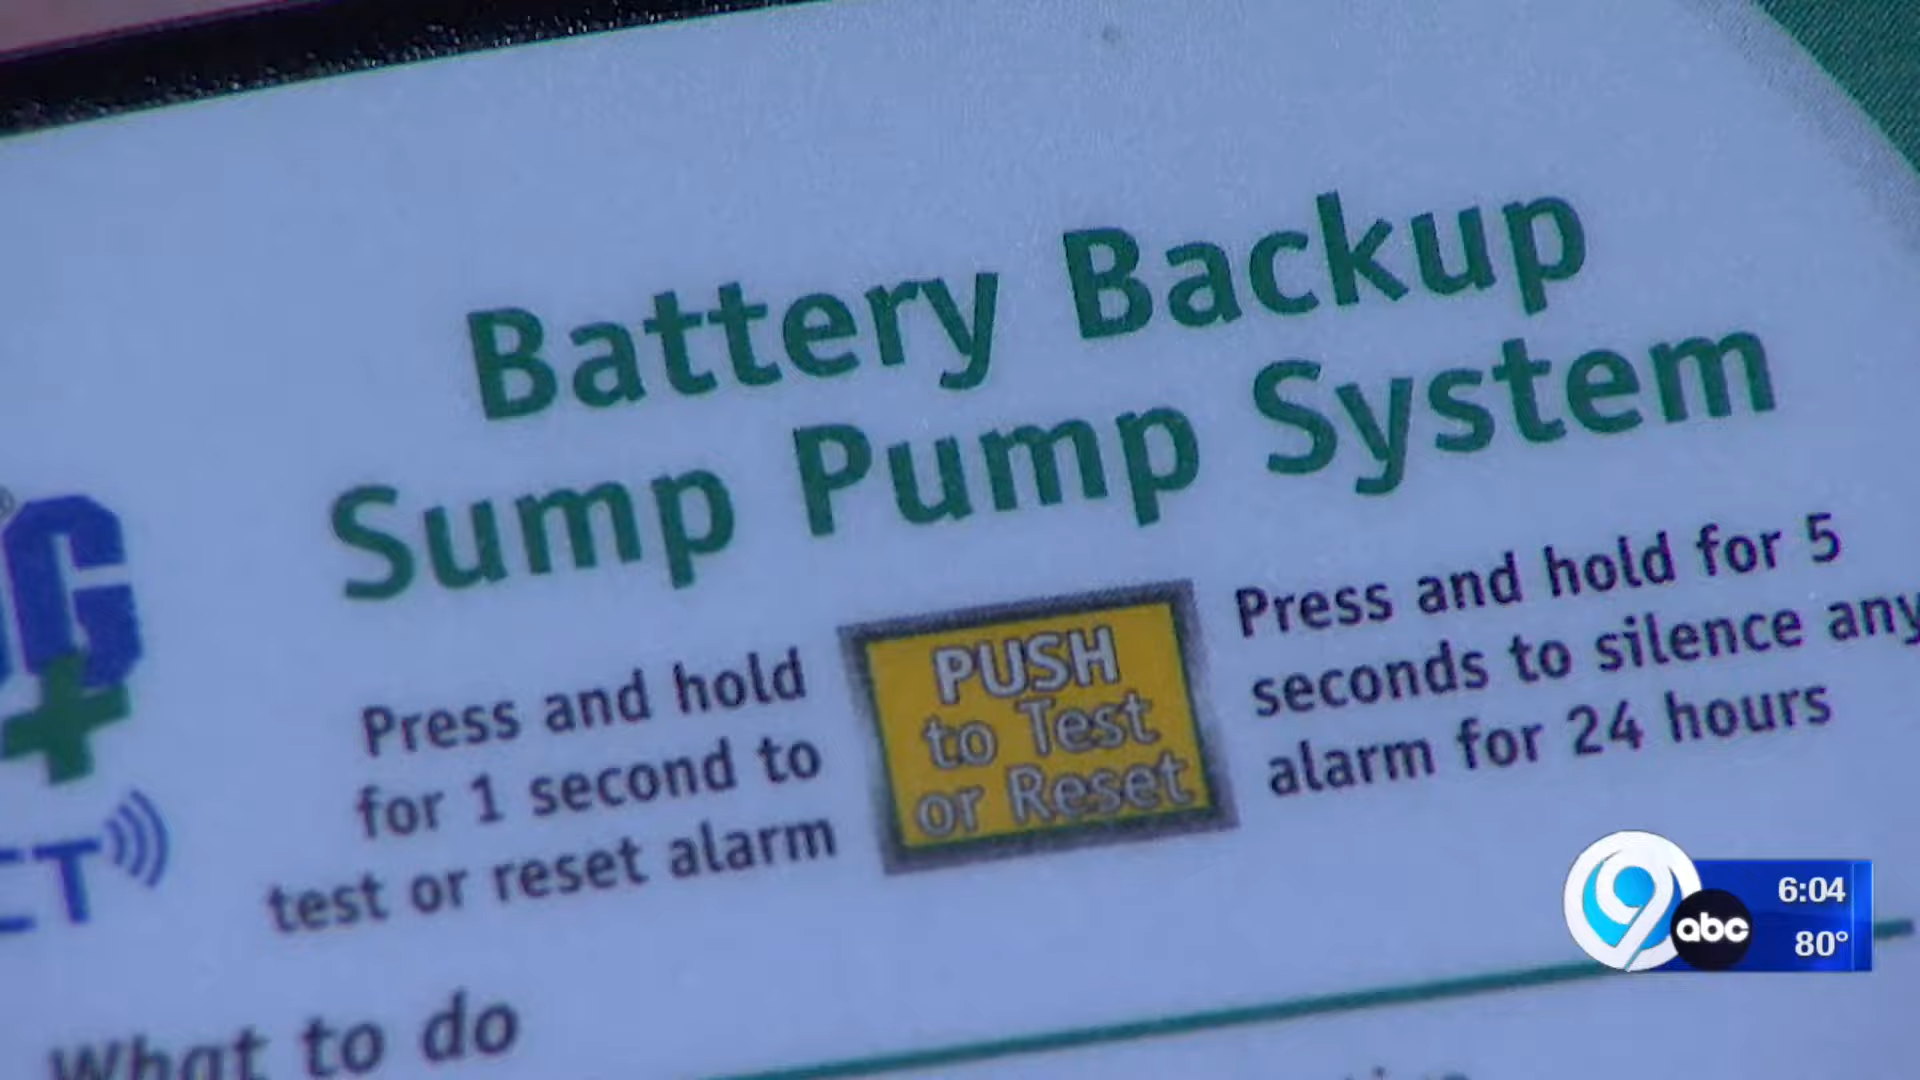 Battery Backup
Sump Pump System
Press and hold
for 1 second to
test or reset alarm
PUSH
to Test
or Reset
Press and hold for 5
seconds to silence any
alarm for 24 hours
What to do
9
abc
6:04
80°